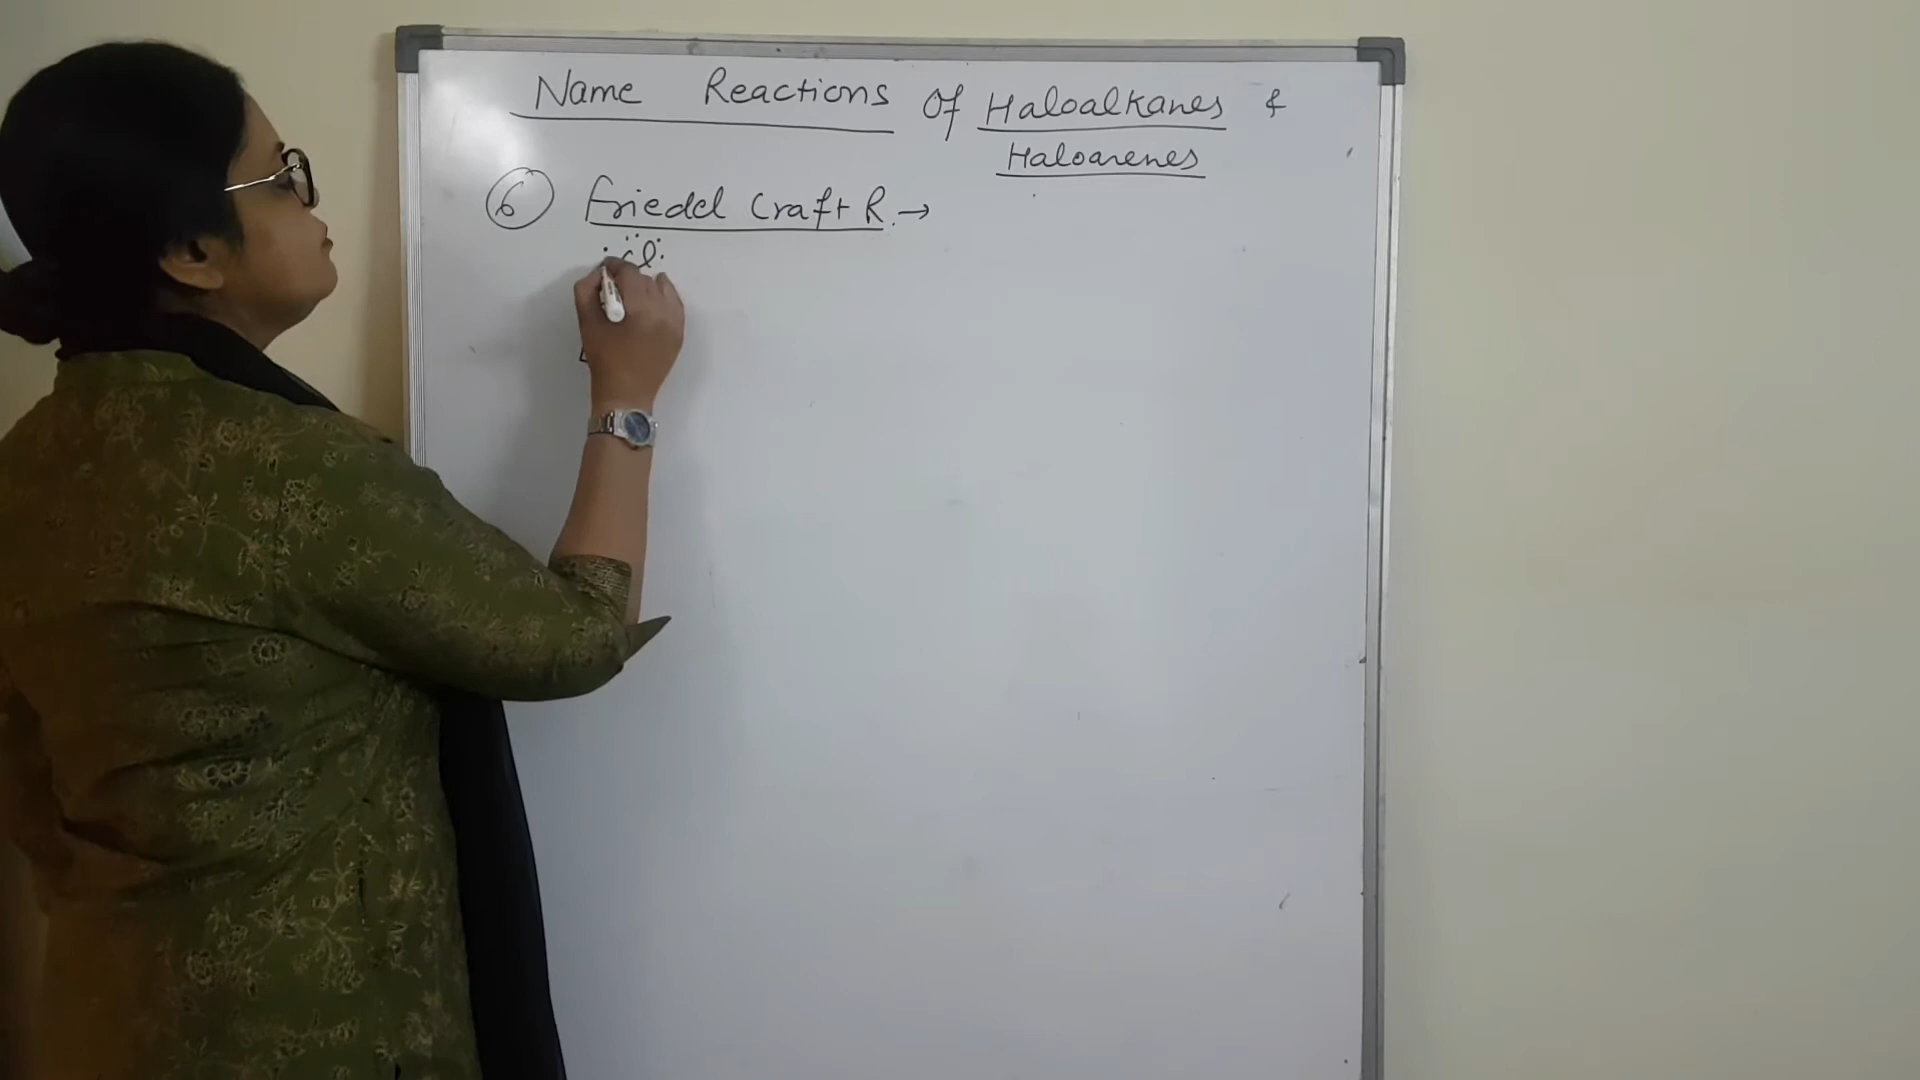 Name Reactions Of Haloalkanes &
Haloarenes
6 Friedel Craft R. →
:Cl: